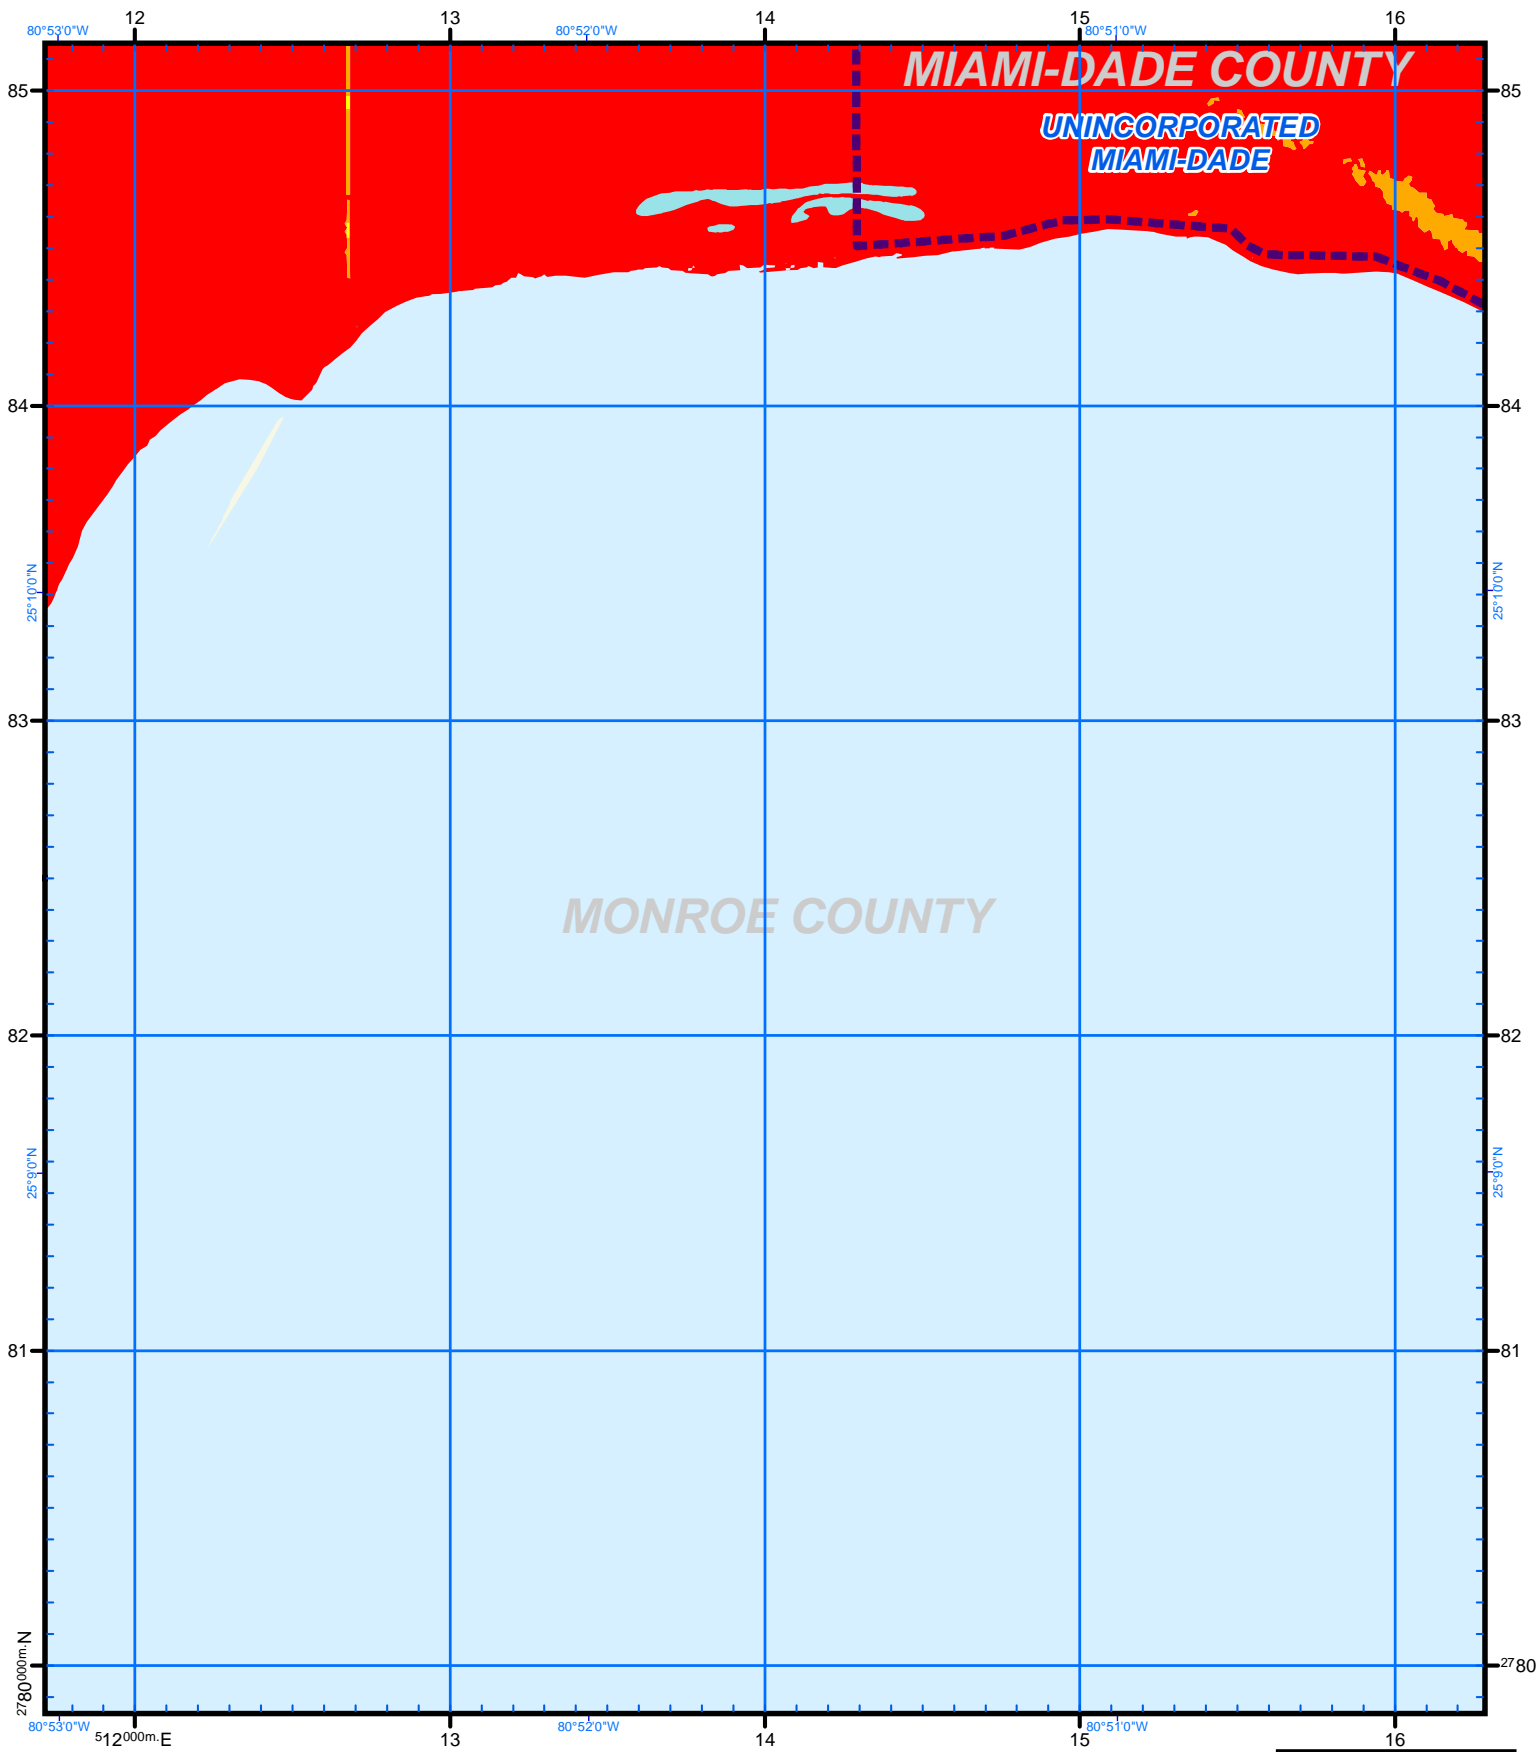 12 13 14 15 16
80°53'0"W 80°52'0"W 80°51'0"W
MIAMI-DADE COUNTY
85 85
UNINCORPORATED
MIAMI-DADE
84 84
25°10'0"N 25°10'0"N
83 83
MONROE COUNTY
82 82
25°9'0"N 25°9'0"N
81 81
2780000m.N 2780
80°53'0"W 80°52'0"W 80°51'0"W
512000m.E 13 14 15 16